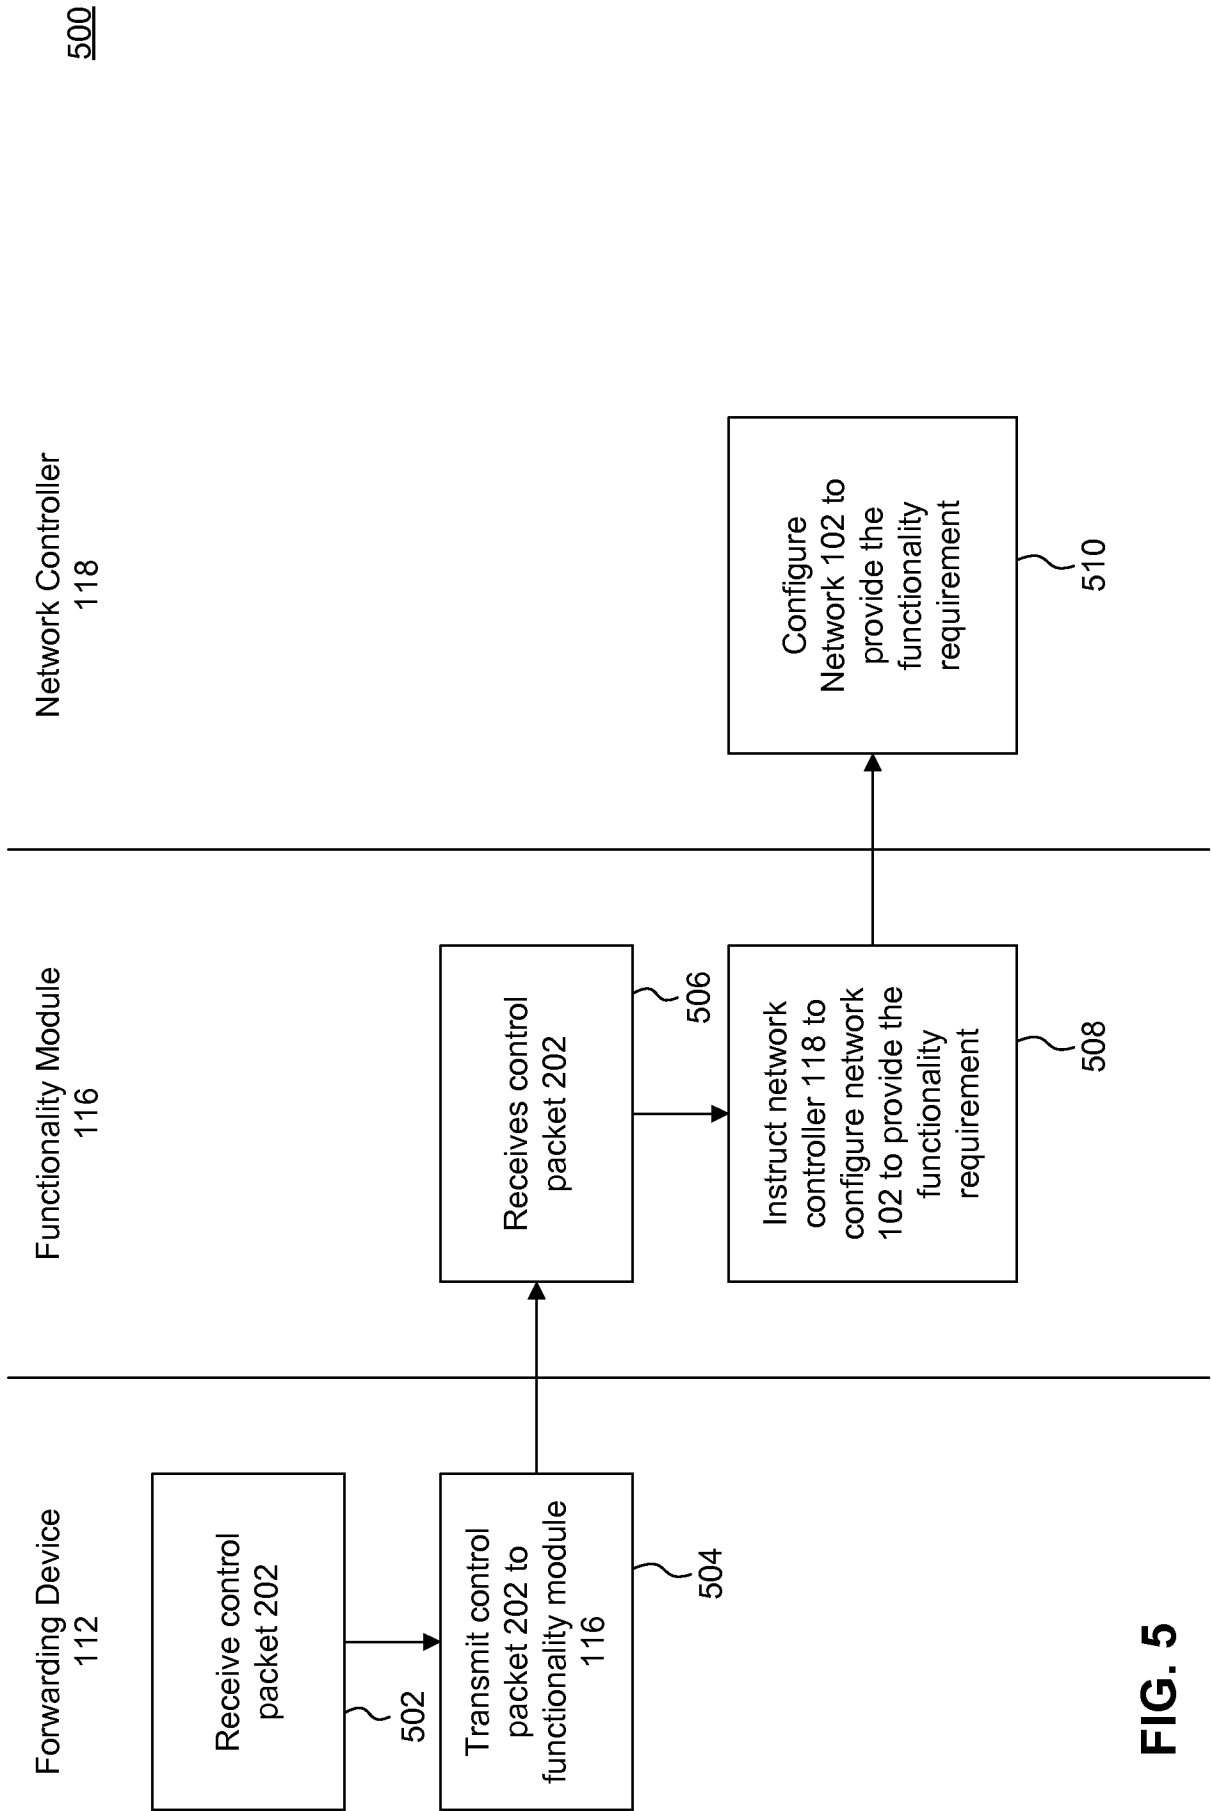 500
Forwarding Device
112
Functionality Module
116
Network Controller
118
Receive control
packet 202
502
Transmit control
packet 202 to
functionality module
116
504
Receives control
packet 202
506
Instruct network
controller 118 to
configure network
102 to provide the
functionality
requirement
508
Configure
Network 102 to
provide the
functionality
requirement
510
FIG. 5